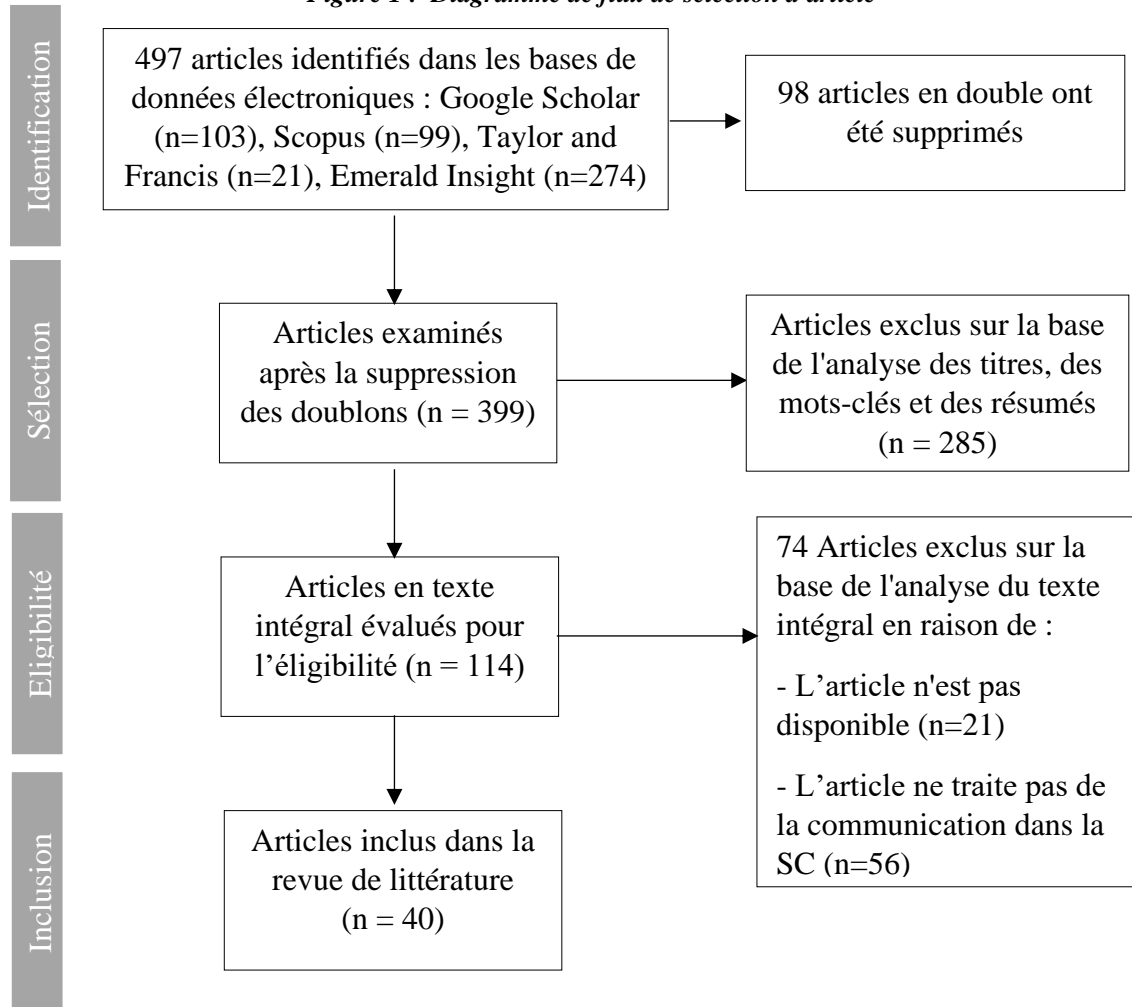 Figure 1 : Diagramme de flux de sélection d'article
Identification
497 articles identifiés dans les bases de
données électroniques : Google Scholar
(n=103), Scopus (n=99), Taylor and
Francis (n=21), Emerald Insight (n=274)
98 articles en double ont
été supprimés
Sélection
Articles examinés
après la suppression
des doublons (n = 399)
Articles exclus sur la base
de l'analyse des titres, des
mots-clés et des résumés
(n = 285)
Eligibilité
Articles en texte
intégral évalués pour
l’éligibilité (n = 114)
74 Articles exclus sur la
base de l'analyse du texte
intégral en raison de :
- L’article n'est pas
disponible (n=21)
- L’article ne traite pas de
la communication dans la
SC (n=56)
Inclusion
Articles inclus dans la
revue de littérature
(n = 40)